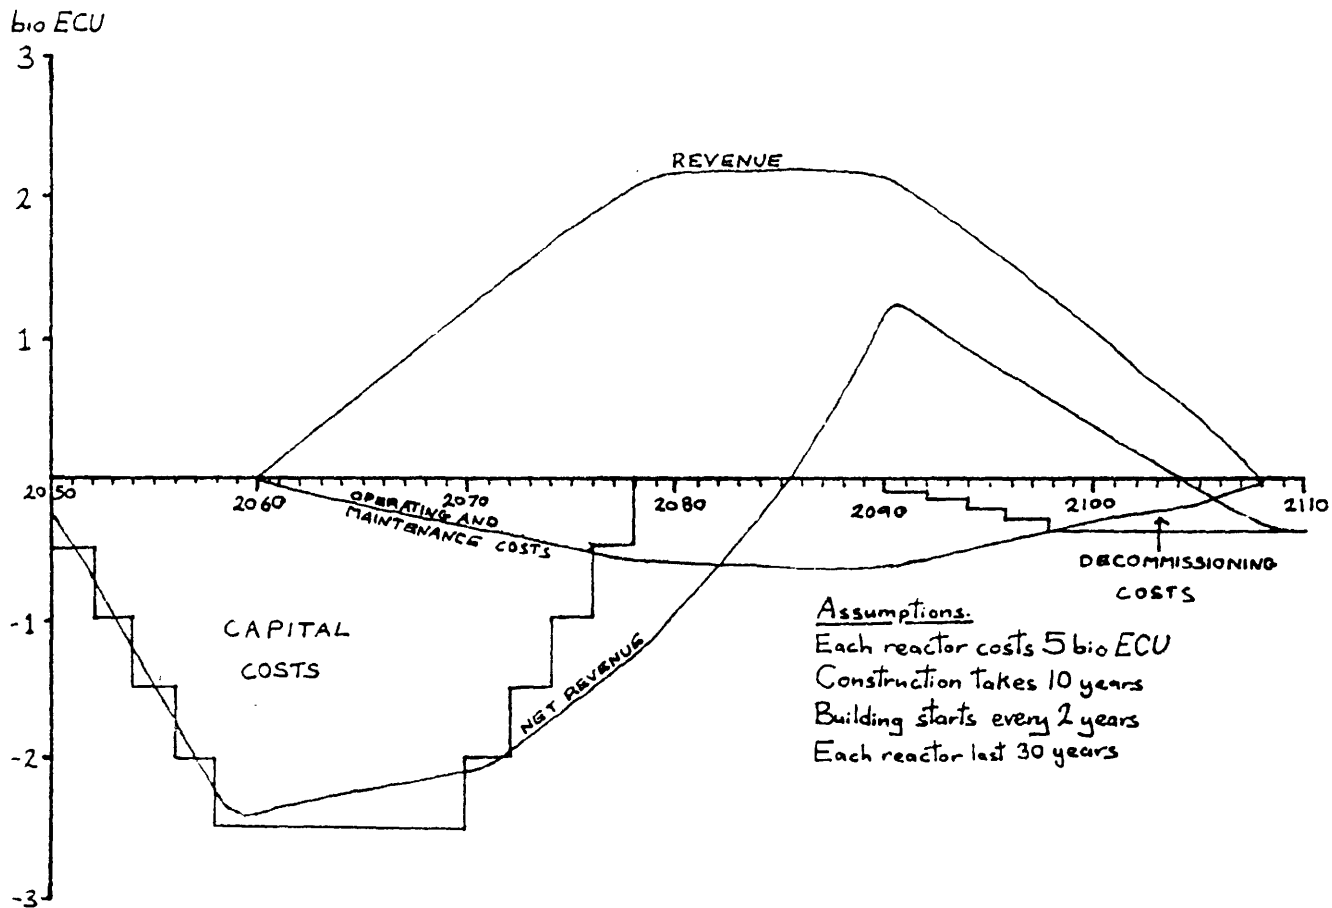 bio ECU
3
2
1
-1
-2
-3
REVENUE
2050
2060
2070
2080
2090
2100
2110
OPERATING AND
MAINTENANCE COSTS
CAPITAL
COSTS
NET REVENUE
DECOMMISSIONING
COSTS
Assumptions.
Each reactor costs 5 bio ECU
Construction takes 10 years
Building starts every 2 years
Each reactor last 30 years